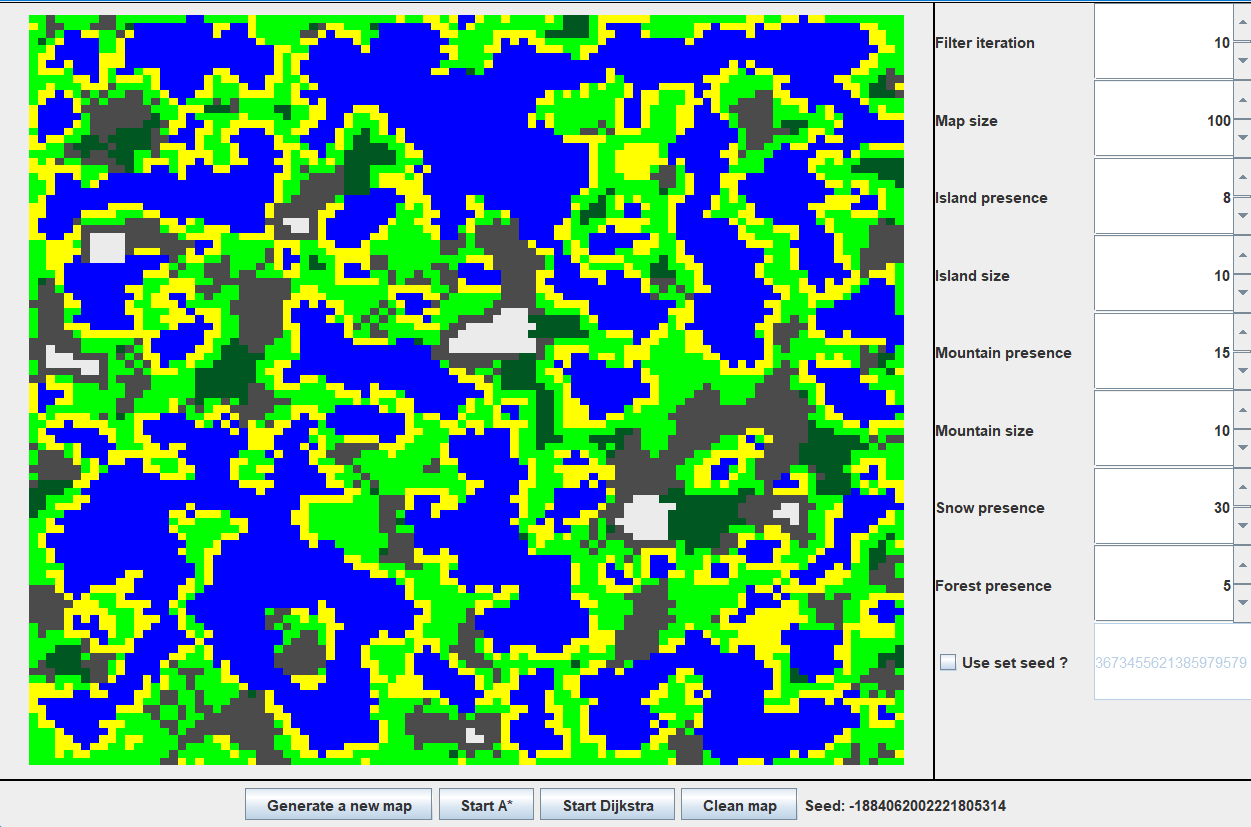 Filter iteration 10
Map size 100
Island presence 8
Island size 10
Mountain presence 15
Mountain size 10
Snow presence 30
Forest presence 5
Use set seed ? 3673455621385979579
Generate a new map Start A* Start Dijkstra Clean map Seed: -1884062002221805314